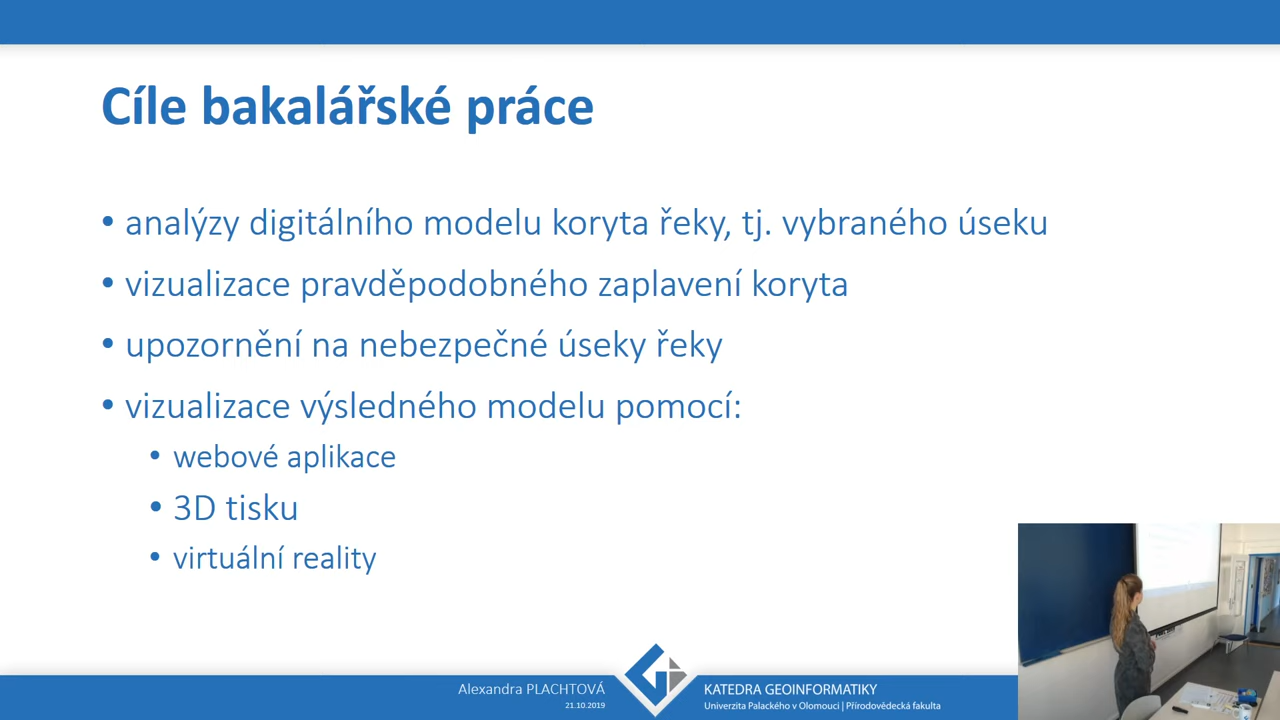 Cíle bakalářské práce
• analýzy digitálního modelu koryta řeky, tj. vybraného úseku
• vizualizace pravděpodobného zaplavení koryta
• upozornění na nebezpečné úseky řeky
• vizualizace výsledného modelu pomocí:
• webové aplikace
• 3D tisku
• virtuální reality
Alexandra PLACHTOVÁ
21.10.2019
KATEDRA GEOINFORMATIKY
Univerzita Palackého v Olomouci | Přírodovědecká fakulta